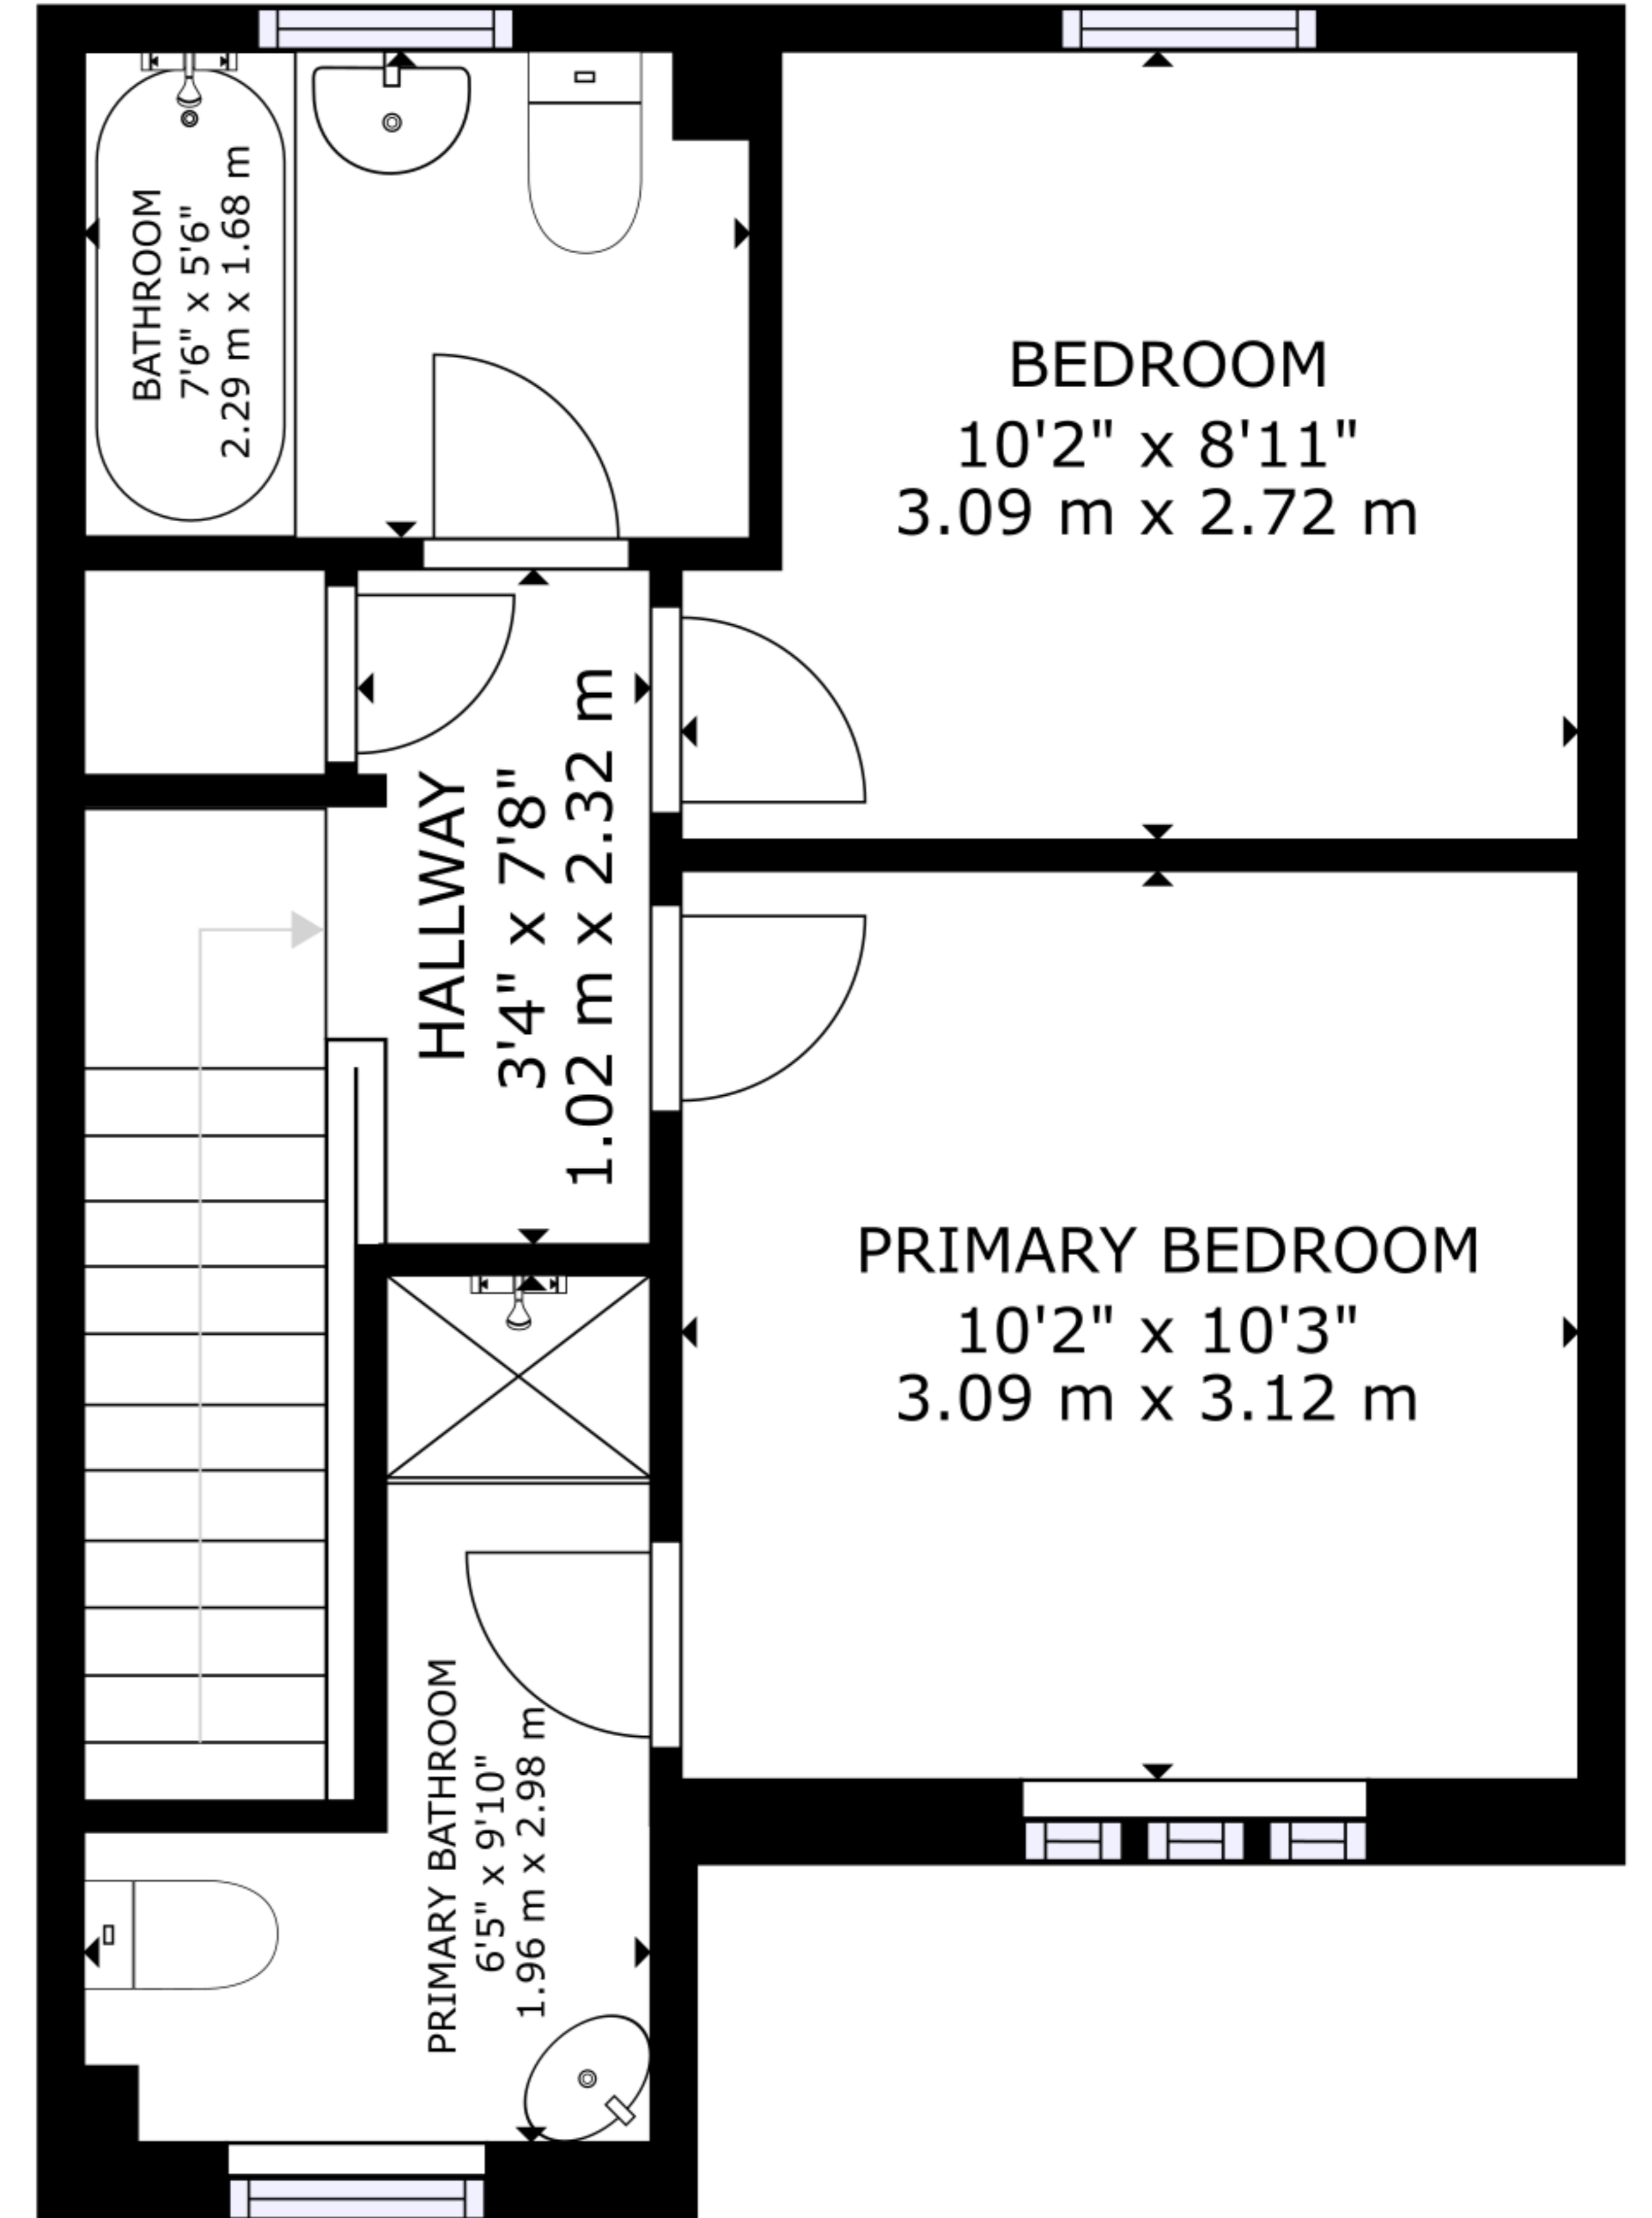 BATHROOM
7'6" x 5'6"
2.29 m x 1.68 m
BEDROOM
10'2" x 8'11"
3.09 m x 2.72 m
HALLWAY
3'4" x 7'8"
1.02 m x 2.32 m
PRIMARY BEDROOM
10'2" x 10'3"
3.09 m x 3.12 m
PRIMARY BATHROOM
6'5" x 9'10"
1.96 m x 2.98 m